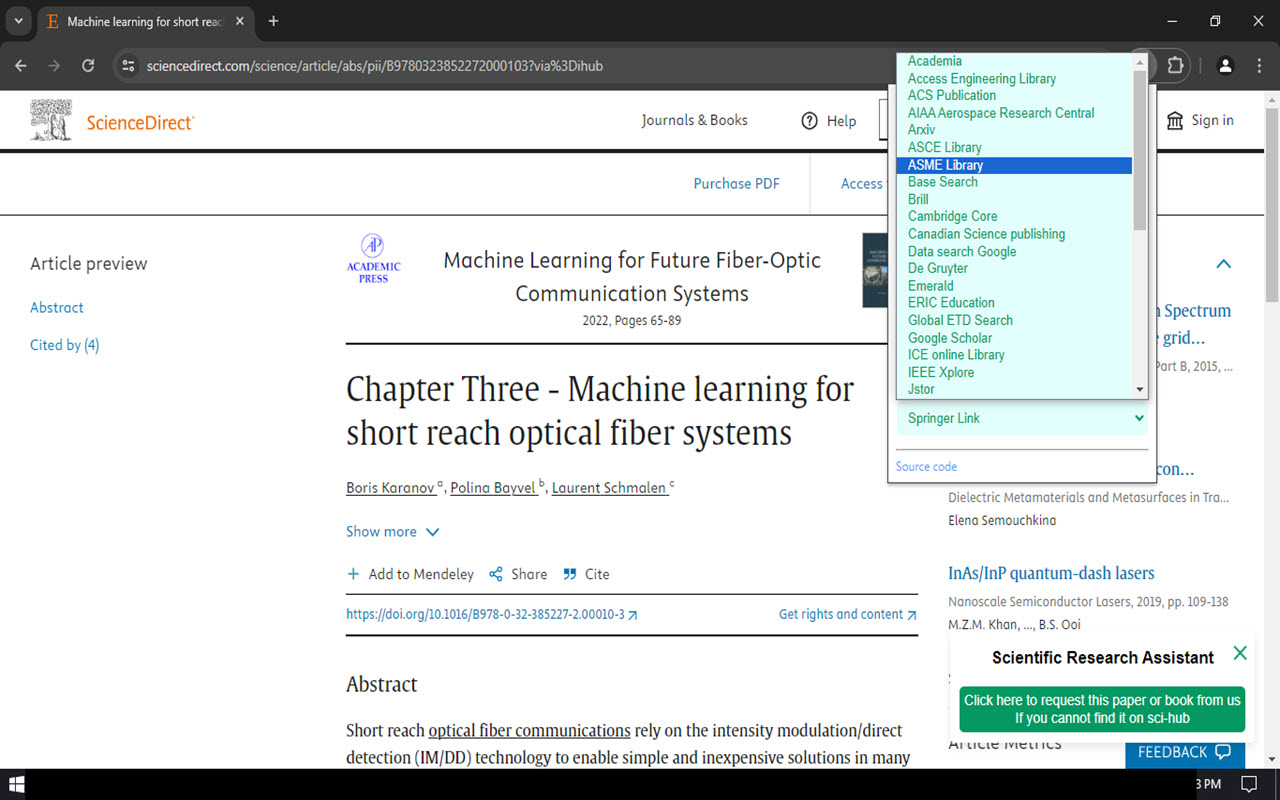 Machine learning for short reac
sciencedirect.com/science/article/abs/pii/B9780323852272000103?via%3Dihub
ScienceDirect®
Journals & Books
Help
Sign in
Purchase PDF
Access
Article preview
Abstract
Cited by (4)
AP
ACADEMIC
PRESS
Machine Learning for Future Fiber-Optic
Communication Systems
2022, Pages 65-89
Chapter Three - Machine learning for
short reach optical fiber systems
Boris Karanov a, Polina Bayvel b, Laurent Schmalen c
Show more
Add to Mendeley
Share
Cite
https://doi.org/10.1016/B978-0-32-385227-2.00010-3
Get rights and content
Abstract
Short reach optical fiber communications rely on the intensity modulation/direct
detection (IM/DD) technology to enable simple and inexpensive solutions in many
Academia
Access Engineering Library
ACS Publication
AIAA Aerospace Research Central
Arxiv
ASCE Library
ASME Library
Base Search
Brill
Cambridge Core
Canadian Science publishing
Data search Google
De Gruyter
Emerald
ERIC Education
Global ETD Search
Google Scholar
ICE online Library
IEEE Xplore
Jstor
Springer Link
Source code
Spectrum
grid...
Part B, 2015, ...
con...
Dielectric Metamaterials and Metasurfaces in Tra...
Elena Semouchkina
InAs/InP quantum-dash lasers
Nanoscale Semiconductor Lasers, 2019, pp. 109-138
M.Z.M. Khan, ..., B.S. Ooi
Scientific Research Assistant
Click here to request this paper or book from us
If you cannot find it on sci-hub
Article Metrics
FEEDBACK
3 PM